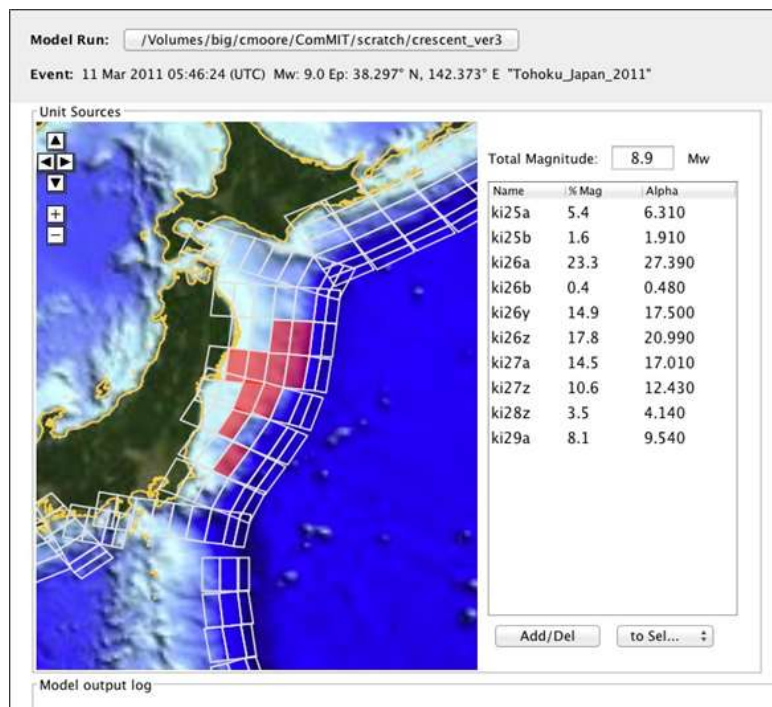 Model Run: /Volumes/big/cmoore/ComMIT/scratch/crescent_ver3
Event: 11 Mar 2011 05:46:24 (UTC) Mw: 9.0 Ep: 38.297° N, 142.373° E "Tohoku_Japan_2011"
Unit Sources
Total Magnitude: 8.9 Mw
Name % Mag Alpha
ki25a 5.4 6.310
ki25b 1.6 1.910
ki26a 23.3 27.390
ki26b 0.4 0.480
ki26y 14.9 17.500
ki26z 17.8 20.990
ki27a 14.5 17.010
ki27z 10.6 12.430
ki28z 3.5 4.140
ki29a 8.1 9.540
Add/Del to Sel...
Model output log